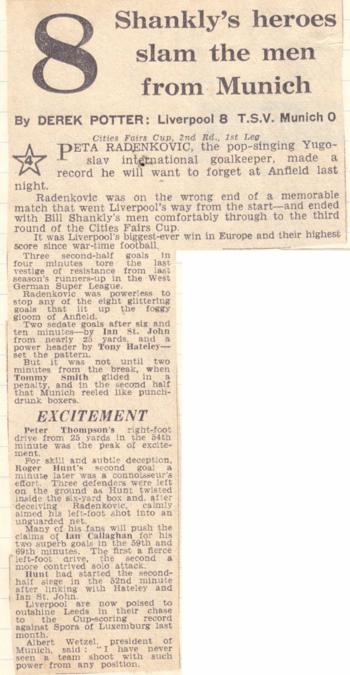 8
Shankly's heroes
slam the men
from Munich
By DEREK POTTER: Liverpool 8 T.S.V. Munich 0
Cities Fairs Cup, 2nd Rd., 1st Leg
4
PETA RADENKOVIC, the pop-singing Yugo-
slav international goalkeeper, made a
record he will want to forget at Anfield last
night.
Radenkovic was on the wrong end of a memorable
match that went Liverpool's way from the start—and ended
with Bill Shankly's men comfortably through to the third
round of the Cities Fairs Cup.
It was Liverpool's biggest-ever win in Europe and their highest
score since war-time football.
Three second-half goals in
four minutes tore the last
vestige of resistance from last
season's runners-up in the West
German Super League.
Radenkovic was powerless to
stop any of the eight glittering
goals that lit up the foggy
gloom of Anfield.
Two sedate goals after six and
ten minutes—by Ian St. John
from nearly 25 yards, and a
power header by Tony Hateley—
set the pattern.
But it was not until two
minutes from the break, when
Tommy Smith glided in a
penalty, and in the second half
that Munich reeled like punch-
drunk boxers.
EXCITEMENT
Peter Thompson's right-foot
drive from 25 yards in the 54th
minute was the peak of excite-
ment.
For skill and subtle deception,
Roger Hunt's second goal a
minute later was a connoisseur's
effort. Three defenders were left
on the ground as Hunt twisted
inside the six-yard box and, after
deceiving Radenkovic, calmly
aimed his left-foot shot into an
unguarded net.
Many of his fans will push the
claims of Ian Callaghan for his
two superb goals in the 59th and
69th minutes. The first a fierce
left-foot drive, the second a
more contrived solo attack.
Hunt had started the second-
half siege in the 52nd minute
after linking with Hateley and
Ian St. John.
Liverpool are now poised to
outshine Leeds in their chase
to the Cup-scoring record
against Spora of Luxemburg last
month.
Albert Wetzel, president of
Munich, said: "I have never
seen a team shoot with such
power from any position.